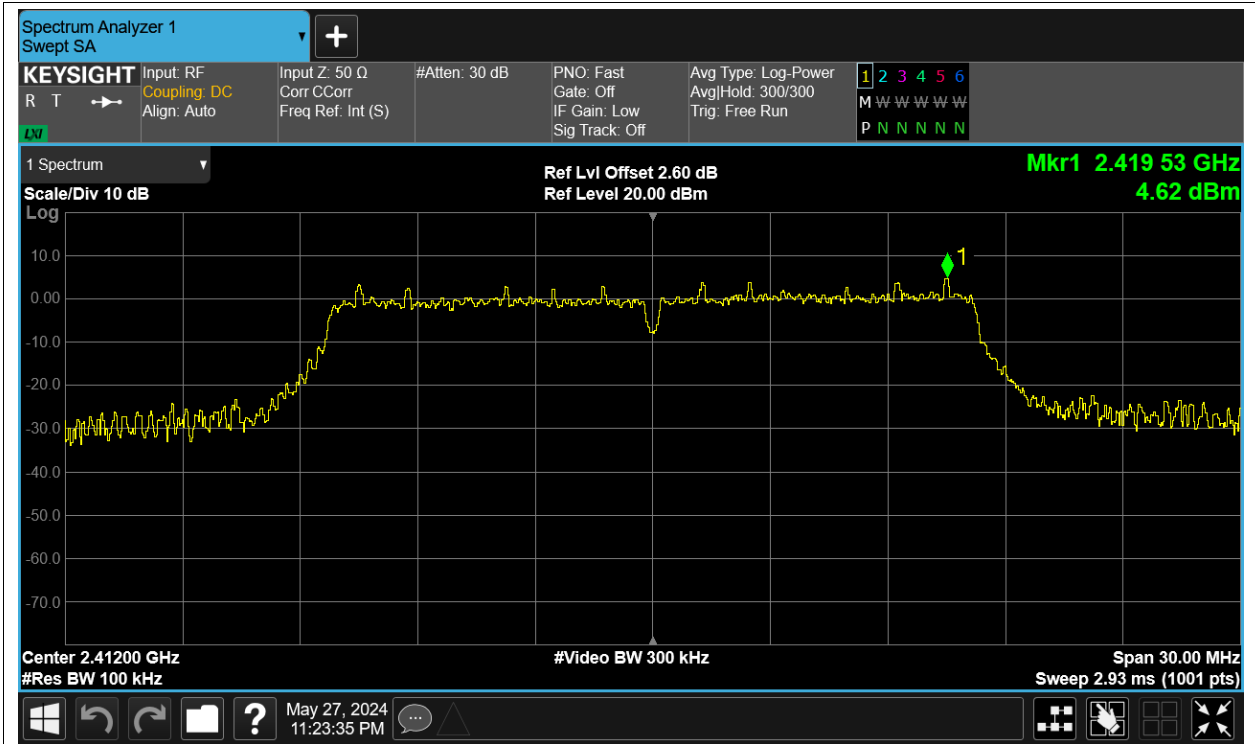 Spectrum Analyzer 1
Swept SA
KEYSIGHT
R T
LXI
Input: RF
Coupling: DC
Align: Auto
Input Z: 50 Ω
Corr CCorr
Freq Ref: Int (S)
#Atten: 30 dB
PNO: Fast
Gate: Off
IF Gain: Low
Sig Track: Off
Avg Type: Log-Power
Avg|Hold: 300/300
Trig: Free Run
1 2 3 4 5 6
M W W W W W W
P N N N N N
1 Spectrum
Scale/Div 10 dB
Ref Lvl Offset 2.60 dB
Ref Level 20.00 dBm
Mkr1 2.419 53 GHz
4.62 dBm
Log
1
10.0
0.00
-10.0
-20.0
-30.0
-40.0
-50.0
-60.0
-70.0
Center 2.41200 GHz
#Video BW 300 kHz
Span 30.00 MHz
#Res BW 100 kHz
Sweep 2.93 ms (1001 pts)
?
May 27, 2024
11:23:35 PM